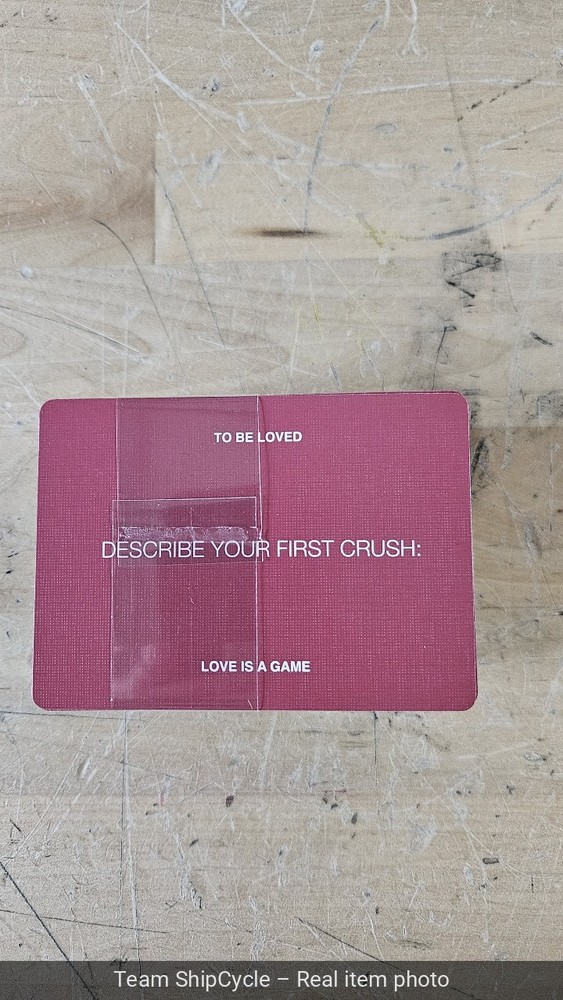 TO BE LOVED
DESCRIBE YOUR FIRST CRUSH:
LOVE IS A GAME
Team ShipCycle – Real item photo